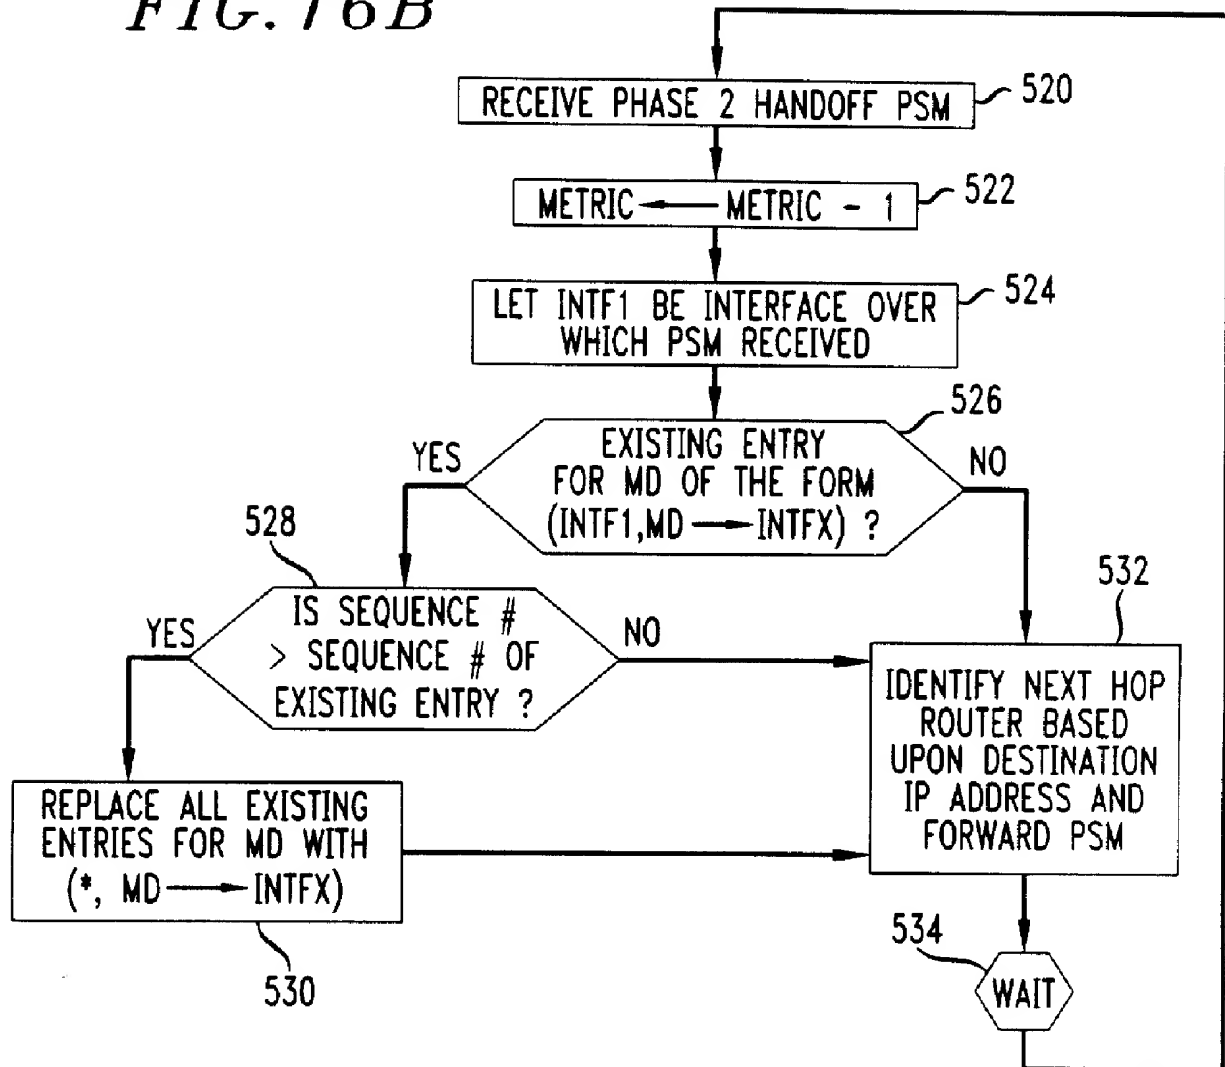 FIG. 16B
RECEIVE PHASE 2 HANDOFF PSM
520
METRIC ← METRIC - 1
522
LET INTF1 BE INTERFACE OVER
WHICH PSM RECEIVED
524
EXISTING ENTRY
FOR MD OF THE FORM
(INTF1,MD → INTFX) ?
526
YES
NO
528
IS SEQUENCE #
> SEQUENCE # OF
EXISTING ENTRY ?
YES
NO
532
IDENTIFY NEXT HOP
ROUTER BASED
UPON DESTINATION
IP ADDRESS AND
FORWARD PSM
REPLACE ALL EXISTING
ENTRIES FOR MD WITH
(*, MD → INTFX)
530
534
WAIT